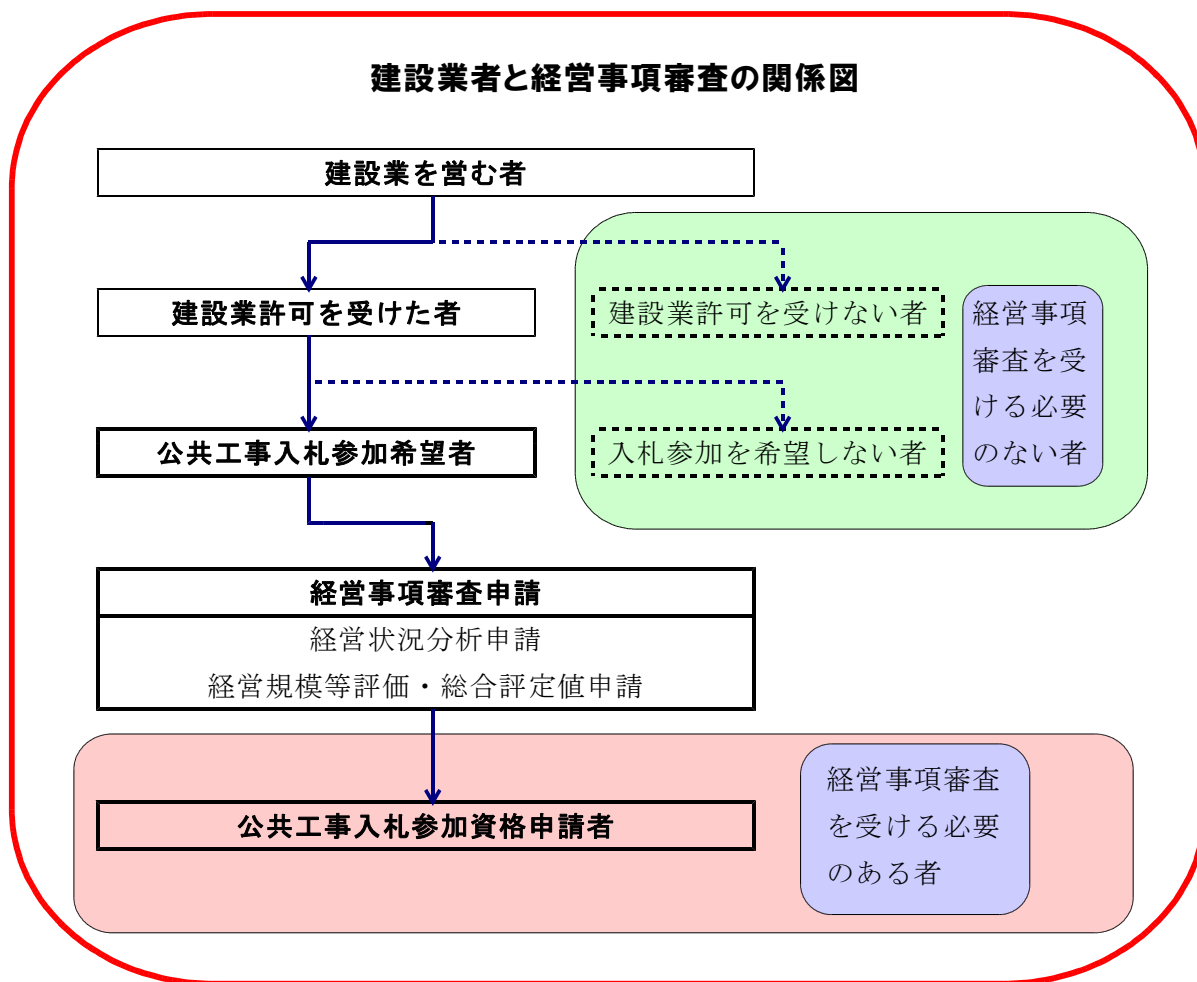 建設業者と経営事項審査の関係図
建設業を営む者
建設業許可を受けた者
建設業許可を受けない者
経営事項
審査を受
ける必要
のない者
公共工事入札参加希望者
入札参加を希望しない者
経営事項審査申請
経営状況分析申請
経営規模等評価・総合評定値申請
公共工事入札参加資格申請者
経営事項審査
を受ける必要
のある者